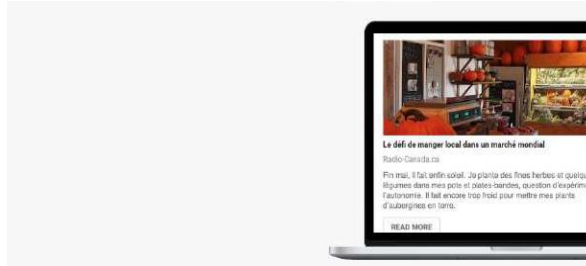 Le défi de manger local dans un marché mondial
Radio-Canada.ca
Fin mai, il fait enfin soleil. Je plante des fines herbes et quelqu
légumes dans mes pots et plates-bandes, question d'expérim
l'autonomie. Il fait encore trop froid pour mettre mes plants
d'aubergines en terre.
READ MORE